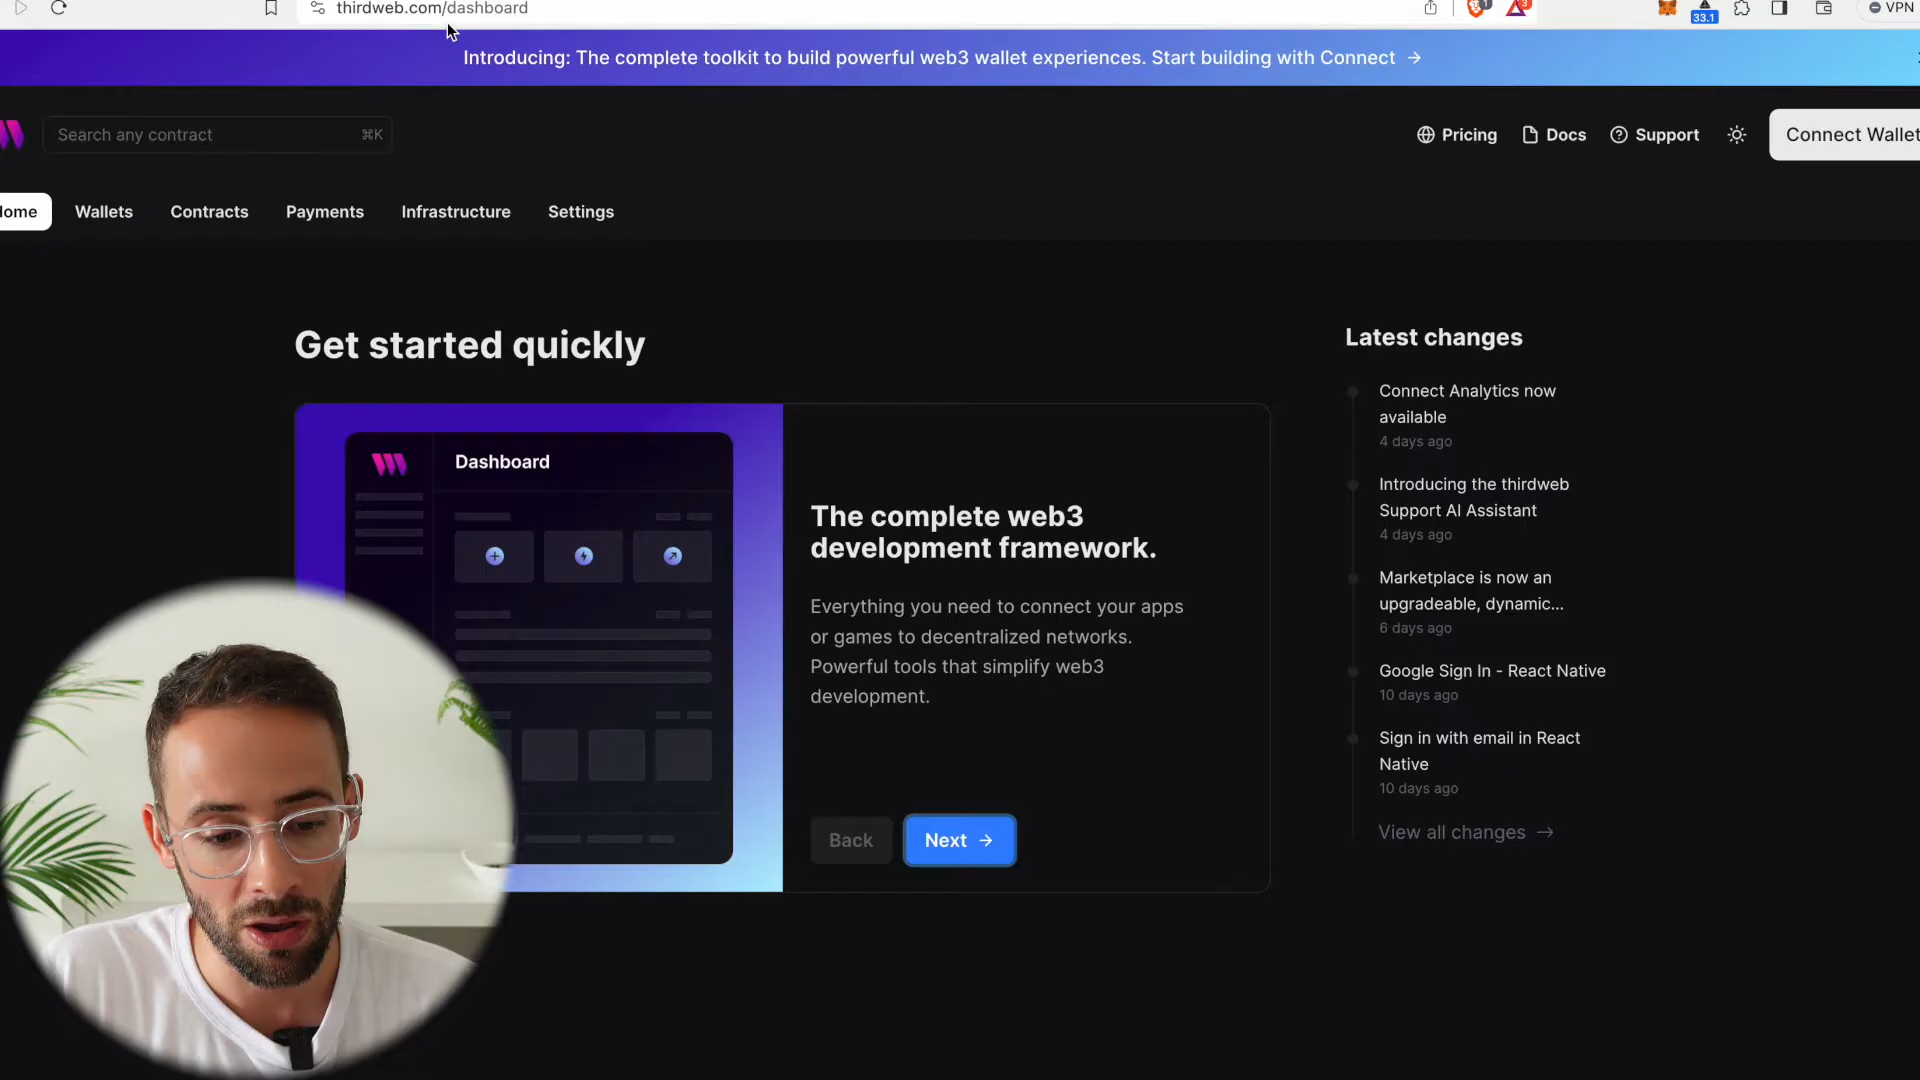 thirdweb.com/dashboard
1
3
33.1
VPN
Introducing: The complete toolkit to build powerful web3 wallet experiences. Start building with Connect →
Search any contract
⌘K
Pricing
Docs
Support
Connect Wallet
Home
Wallets
Contracts
Payments
Infrastructure
Settings
Get started quickly
Dashboard
The complete web3
development framework.
Everything you need to connect your apps
or games to decentralized networks.
Powerful tools that simplify web3
development.
Back
Next →
Latest changes
Connect Analytics now
available
4 days ago
Introducing the thirdweb
Support AI Assistant
4 days ago
Marketplace is now an
upgradeable, dynamic...
6 days ago
Google Sign In - React Native
10 days ago
Sign in with email in React
Native
10 days ago
View all changes →